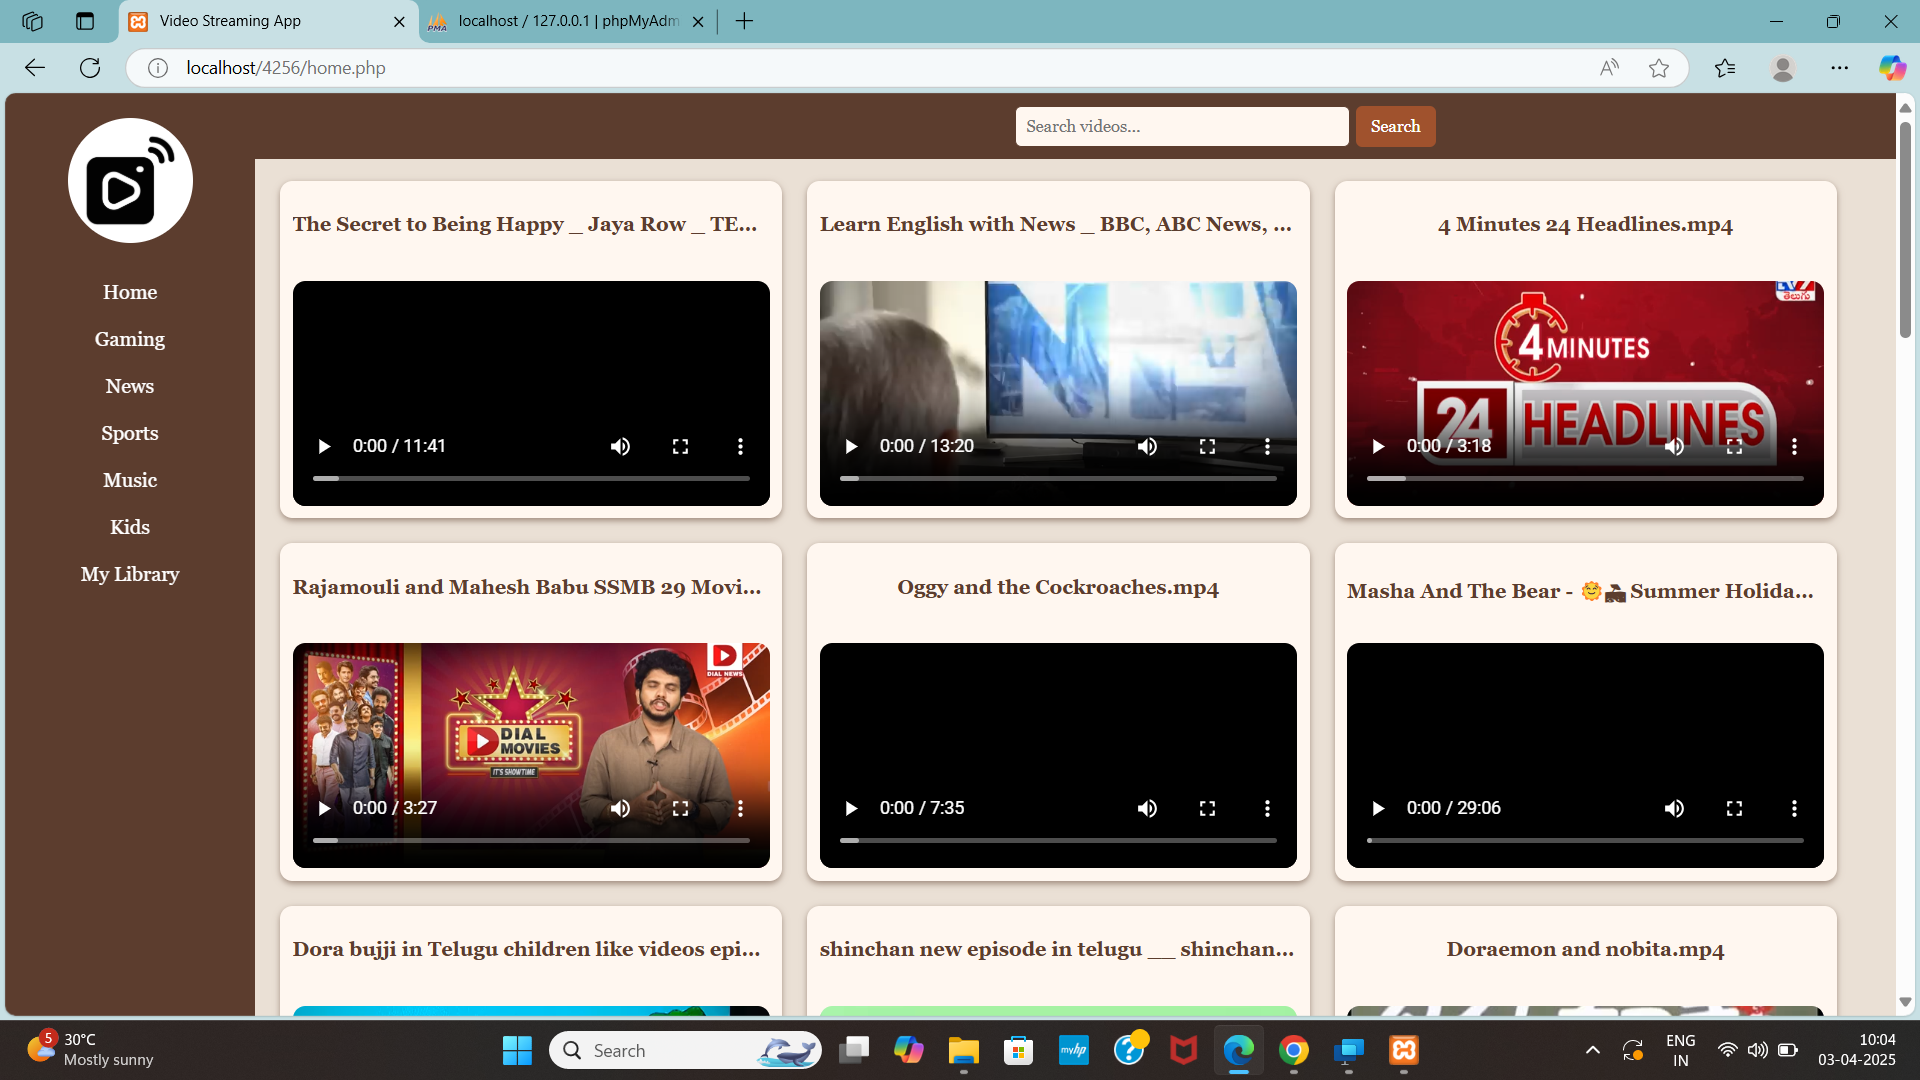 Video Streaming App
localhost / 127.0.0.1 | phpMyAdm
localhost/4256/home.php
Search videos...
Search
Home
Gaming
News
Sports
Music
Kids
My Library
The Secret to Being Happy _ Jaya Row _ TE...
0:00 / 11:41
Learn English with News _ BBC, ABC News, ...
NE
0:00 / 13:20
4 Minutes 24 Headlines.mp4
తెలుగు
4 MINUTES
24 HEADLINES
0:00 / 3:18
Rajamouli and Mahesh Babu SSMB 29 Movi...
DIAL NEWS
DIAL
MOVIES
IT'S SHOWTIME
0:00 / 3:27
Oggy and the Cockroaches.mp4
0:00 / 7:35
Masha And The Bear - 🌞🏖️Summer Holida...
0:00 / 29:06
Dora bujji in Telugu children like videos epi...
shinchan new episode in telugu __ shinchan...
Doraemon and nobita.mp4
5
30°C
Mostly sunny
Search
myhp
ENG
IN
10:04
03-04-2025